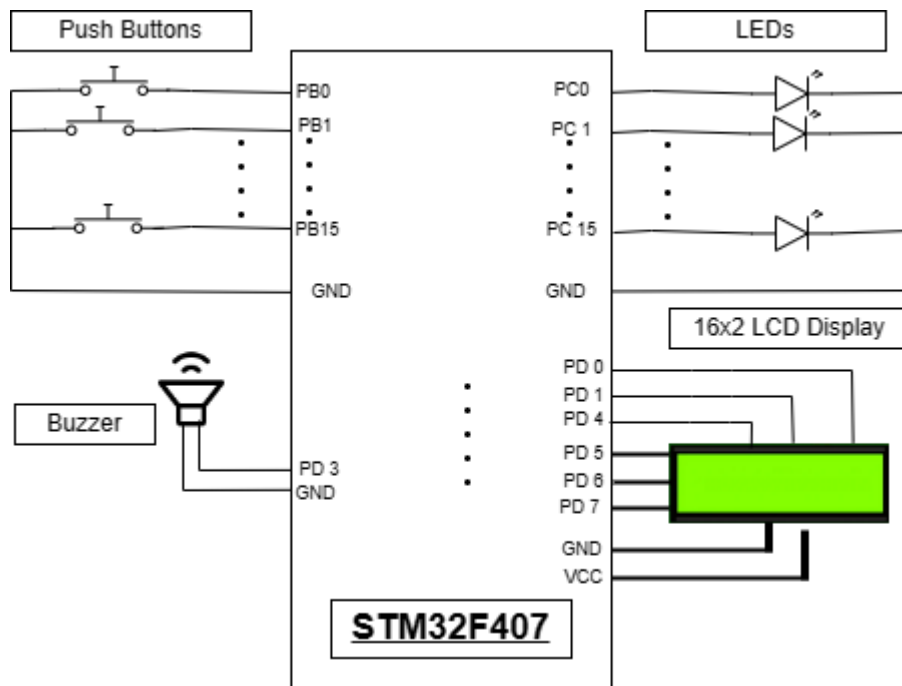 Push Buttons
LEDs
PB0
PC0
PB1
PC 1
PB15
PC 15
GND
GND
16x2 LCD Display
PD 0
PD 1
PD 4
Buzzer
PD 5
PD 3
PD 6
GND
PD 7
GND
VCC
STM32F407